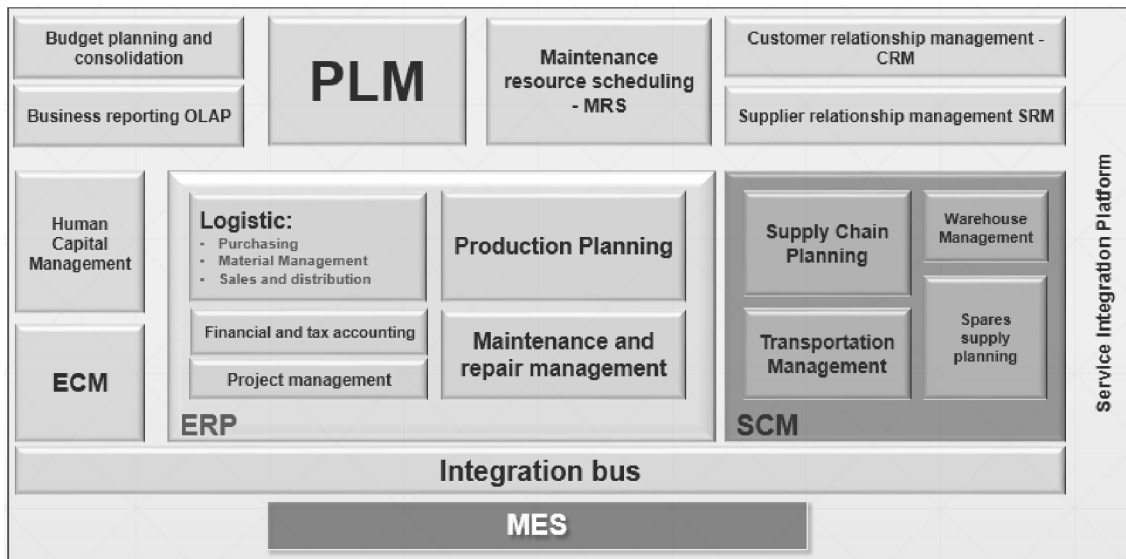 Budget planning and
consolidation
Business reporting OLAP
PLM
Maintenance
resource scheduling
- MRS
Customer relationship management -
CRM
Supplier relationship management SRM
Human
Capital
Management
ECM
Logistic:
• Purchasing
• Material Management
• Sales and distribution
Financial and tax accounting
Project management
Production Planning
Maintenance and
repair management
ERP
Supply Chain
Planning
Transportation
Management
Warehouse
Management
Spares
supply
planning
SCM
Service Integration Platform
Integration bus
MES